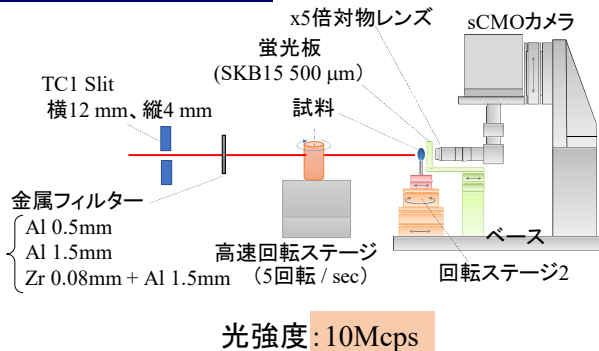 x5倍対物レンズ
sCMOカメラ
蛍光板
(SKB15 500 μm)
TC1 Slit
横12 mm、縦4 mm
試料
金属フィルター
Al 0.5mm
Al 1.5mm
Zr 0.08mm + Al 1.5mm
高速回転ステージ
(5回転 / sec)
ベース
回転ステージ2
光強度:10Mcps